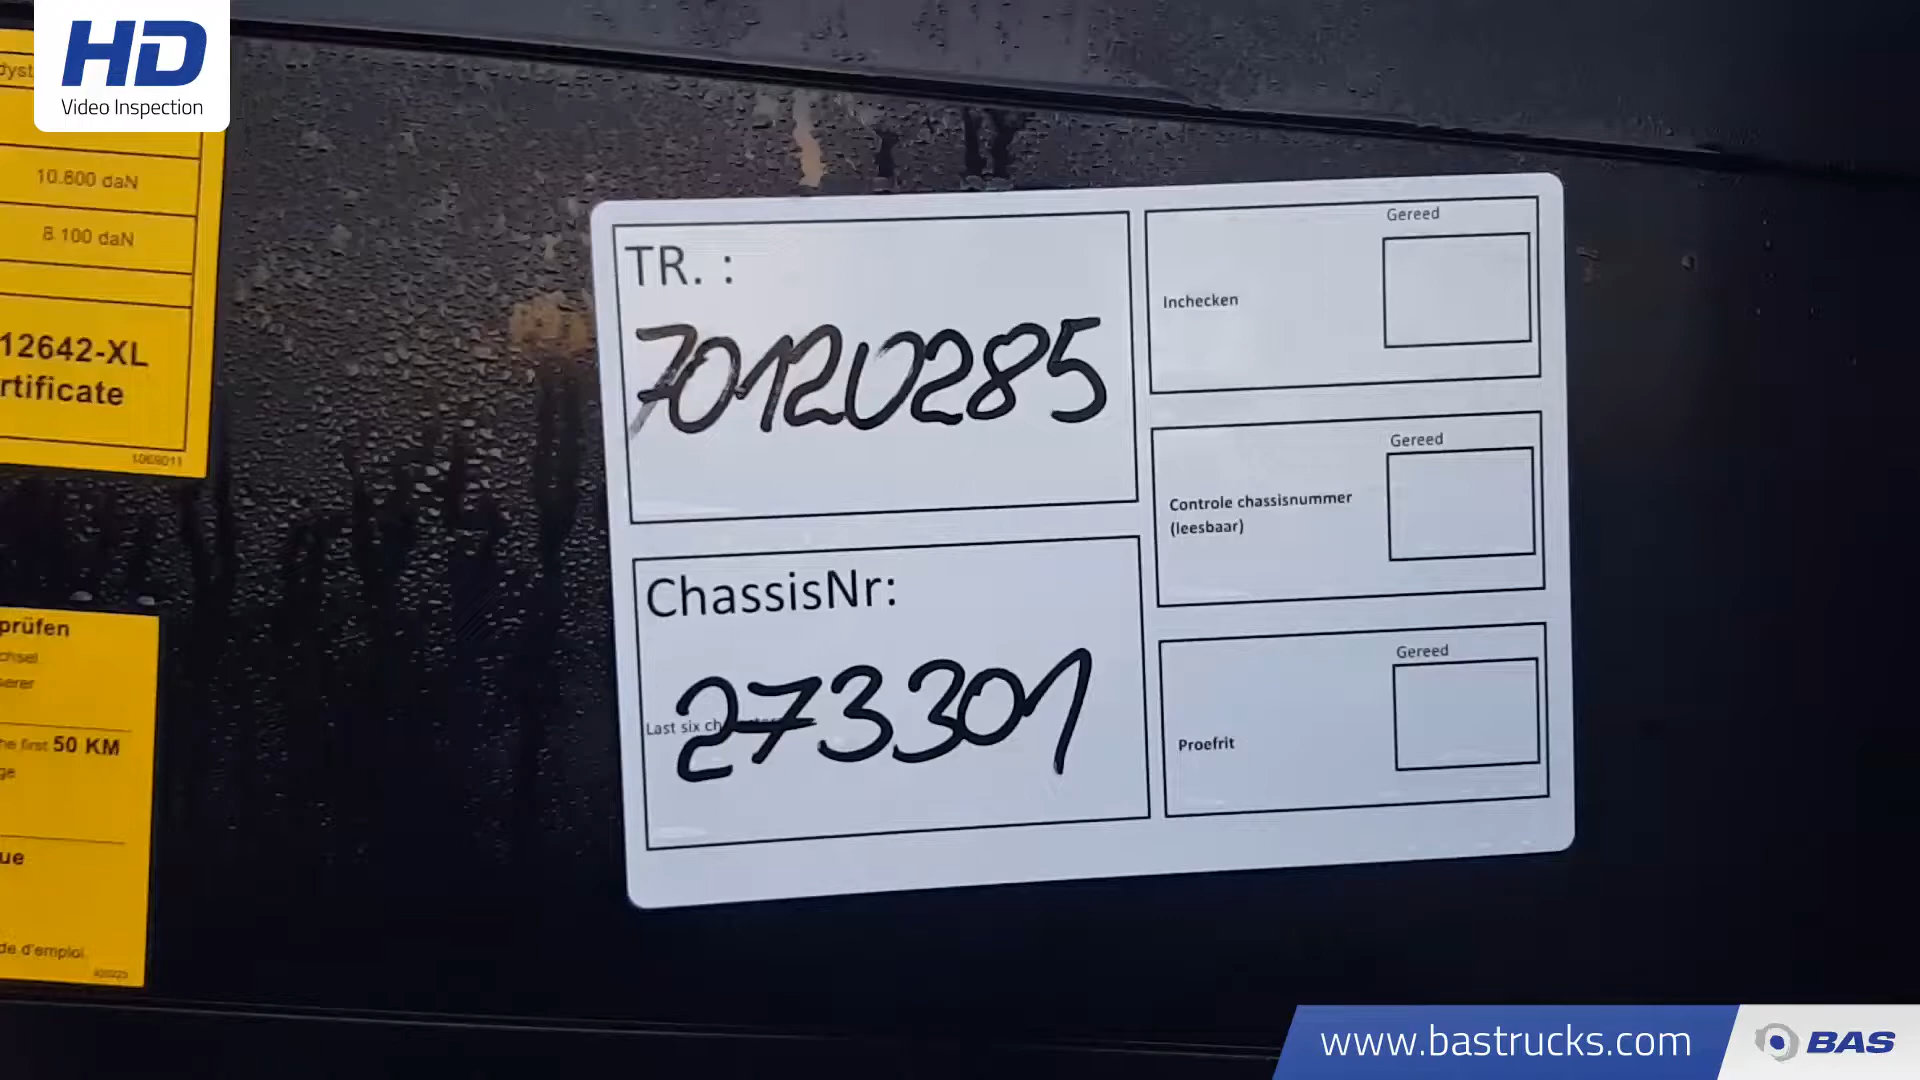 HD
Video Inspection
10.800 daN
8.100 daN
12642-XL
rtificate
prüfen
he first 50 KM
ue
de d'emploi
TR. :
70120285
ChassisNr:
Last six ch
273301
Gereed
Inchecken
Gereed
Controle chassisnummer
(leesbaar)
Gereed
Proefrit
www.bastrucks.com
BAS